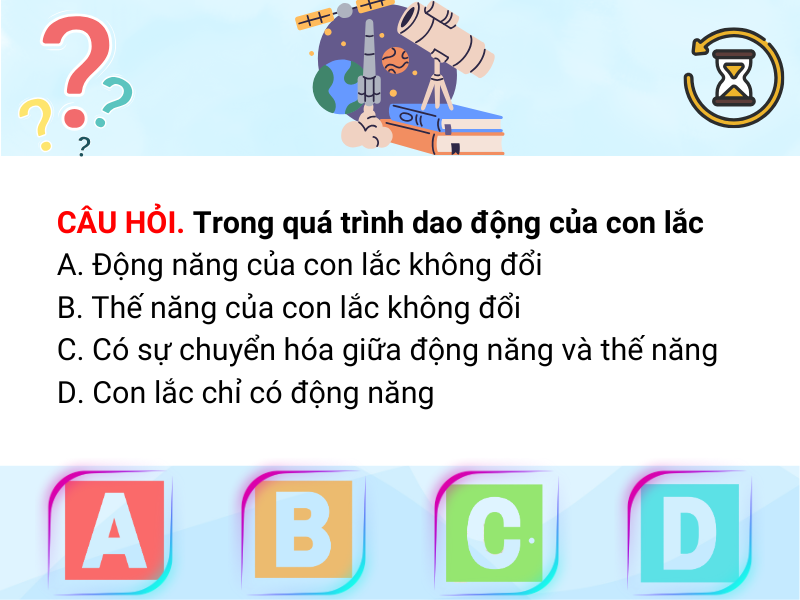 ? ? ? ?
CÂU HỎI. Trong quá trình dao động của con lắc
A. Động năng của con lắc không đổi
B. Thế năng của con lắc không đổi
C. Có sự chuyển hóa giữa động năng và thế năng
D. Con lắc chỉ có động năng
A B C D